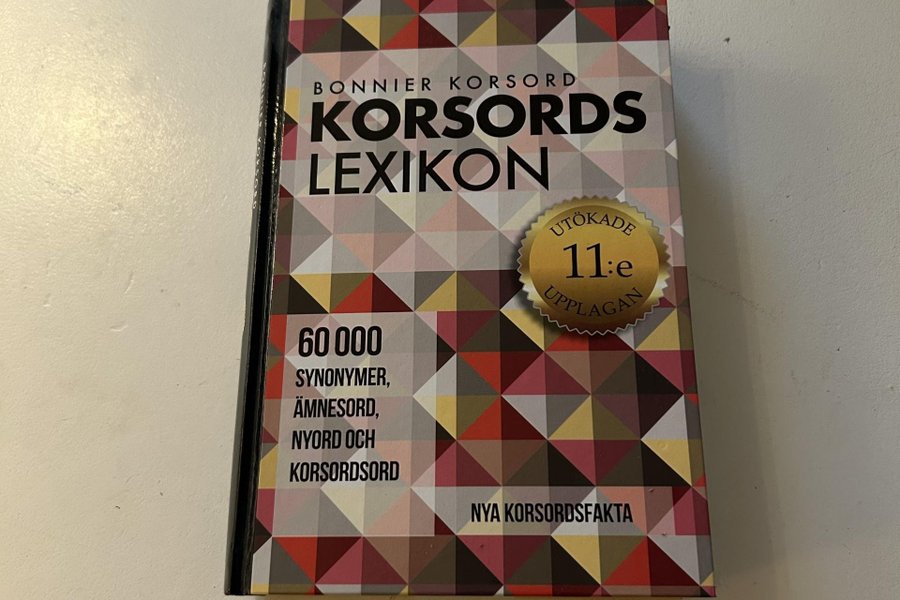 BONNIER KORSORD
KORSORDS
LEXIKON
UTÖKADE
11:e
UPPLAGAN
60 000
SYNONYMER,
ÄMNESORD,
NYORD OCH
KORSORDSORD
NYA KORSORDSFAKTA